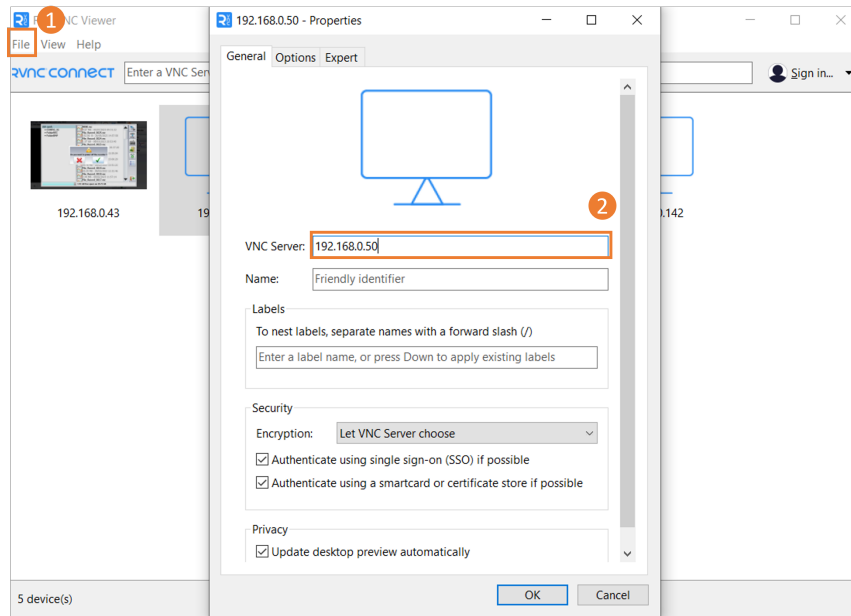 1
NC Viewer
File View Help
RVNC CONNECT
Enter a VNC Ser
Sign in...
192.168.0.43
19
.142
5 device(s)
192.168.0.50 - Properties
General Options Expert
2
VNC Server: 192.168.0.50
Name: Friendly identifier
Labels
To nest labels, separate names with a forward slash (/)
Enter a label name, or press Down to apply existing labels
Security
Encryption: Let VNC Server choose
Authenticate using single sign-on (SSO) if possible
Authenticate using a smartcard or certificate store if possible
Privacy
Update desktop preview automatically
OK Cancel